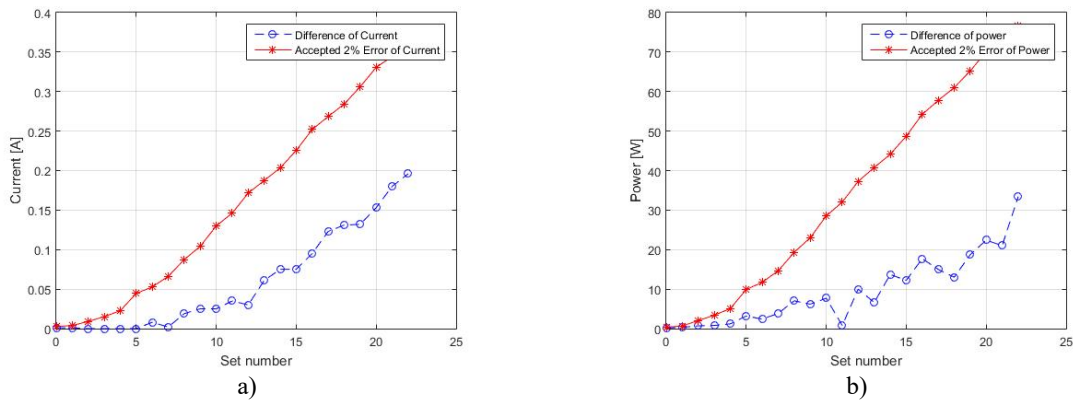 0.4
0.35
0.3
0.25
0.2
0.15
0.1
0.05
0
Current [A]
0 5 10 15 20 25
Set number
Difference of Current
Accepted 2% Error of Current
a)
80
70
60
50
40
30
20
10
0
Power [W]
0 5 10 15 20 25
Set number
Difference of power
Accepted 2% Error of Power
b)